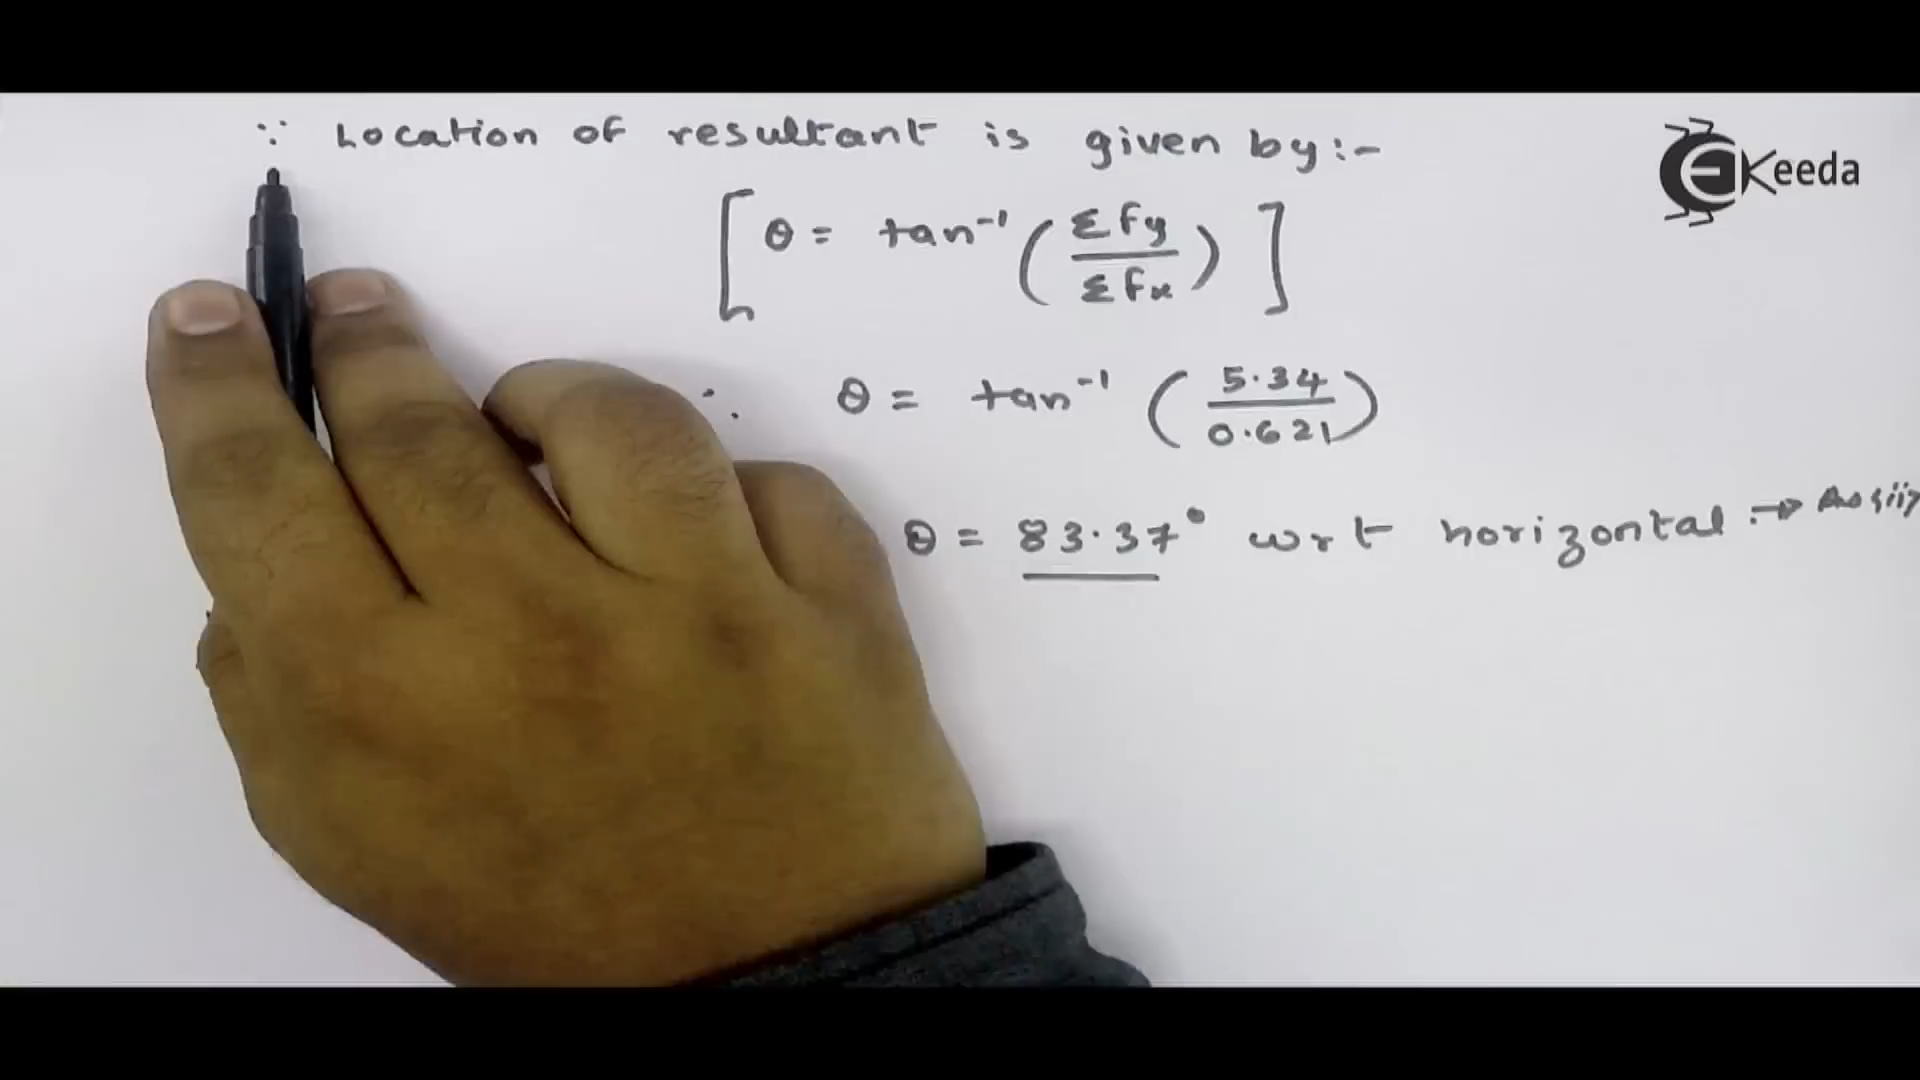 ∵ Location of resultant is given by:-
EKeeda
[ θ = tan⁻¹ ( ΣFy / ΣFx ) ]
∴ θ = tan⁻¹ ( 5.34 / 0.621 )
θ = 83.37° wrt horizontal. →